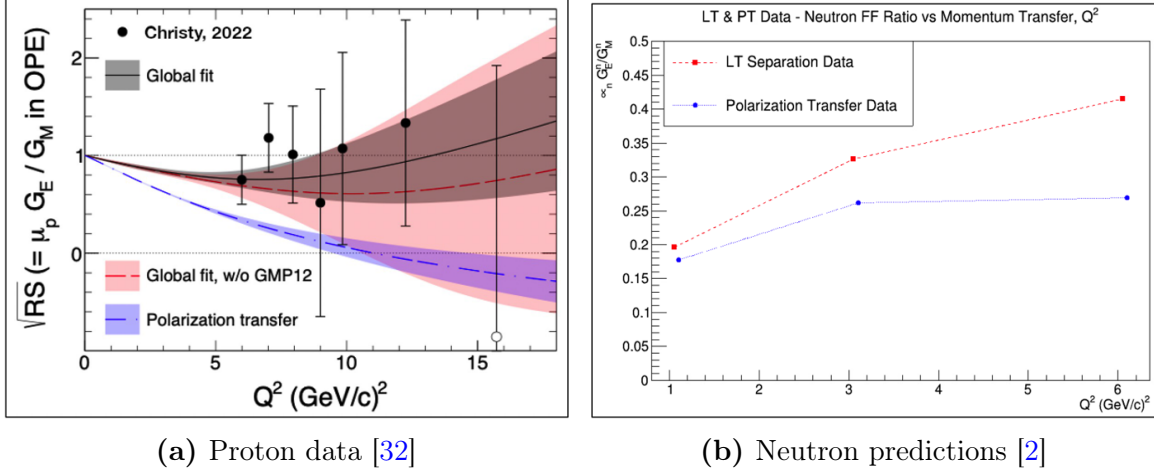 √RS (= μp GE / GM in OPE)
2
1
0
Christy, 2022
Global fit
Global fit, w/o GMP12
Polarization transfer
0 5 10 15
Q² (GeV/c)²
(a) Proton data [32]
LT & PT Data - Neutron FF Ratio vs Momentum Transfer, Q²
∝n GEⁿ/GMⁿ
0.5
0.45
0.4
0.35
0.3
0.25
0.2
0.15
0.1
0.05
0
LT Separation Data
Polarization Transfer Data
1 2 3 4 5 6
Q² (GeV/c)²
(b) Neutron predictions [2]